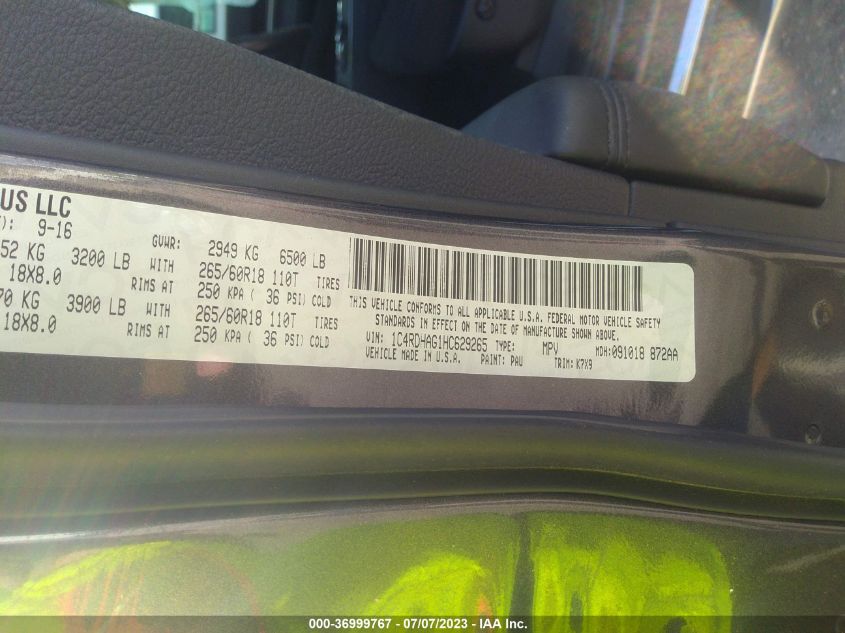 US LLC
9-16
GVWR: 2949 KG 6500 LB
52 KG 3200 LB WITH 265/60R18 110T TIRES
18X8.0 RIMS AT 250 KPA ( 36 PSI) COLD
70 KG 3900 LB WITH 265/60R18 110T TIRES
18X8.0 RIMS AT 250 KPA ( 36 PSI) COLD
THIS VEHICLE CONFORMS TO ALL APPLICABLE U.S.A. FEDERAL MOTOR VEHICLE SAFETY
STANDARDS IN EFFECT ON THE DATE OF MANUFACTURE SHOWN ABOVE.
VIN: 1C4RDHAG1HC629265 TYPE: MPV MDH: 091018 872AA
VEHICLE MADE IN U.S.A. PAINT: PAU TRIM: K7X9
000-36999767 / 07/07/2023 - IAA Inc.